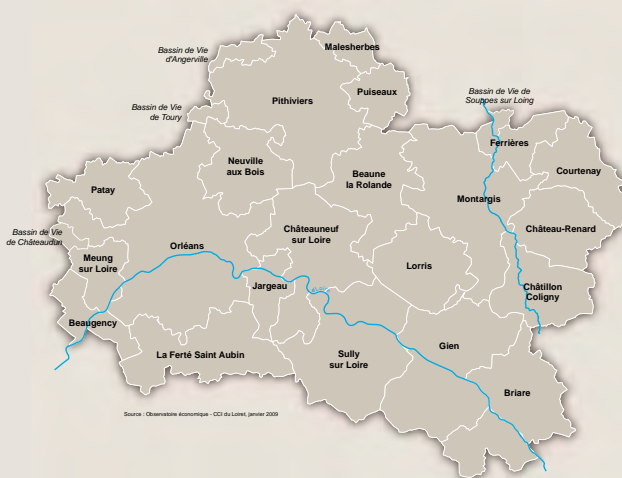 Malesherbes
Bassin de Vie
d'Angerville
Puiseaux
Pithiviers
Bassin de Vie de
Souppes sur Loing
Bassin de Vie
de Toury
Ferrières
Neuville
aux Bois
Beaune
la Rolande
Courtenay
Patay
Montargis
Château-Renard
Bassin de Vie
de Châteaudun
Châteauneuf
sur Loire
Orléans
Meung
sur Loire
Lorris
Jargeau
Châtillon
Coligny
Beaugency
La Ferté Saint Aubin
Sully
sur Loire
Gien
Briare
Source : Observatoire économique - CCI du Loiret, janvier 2009